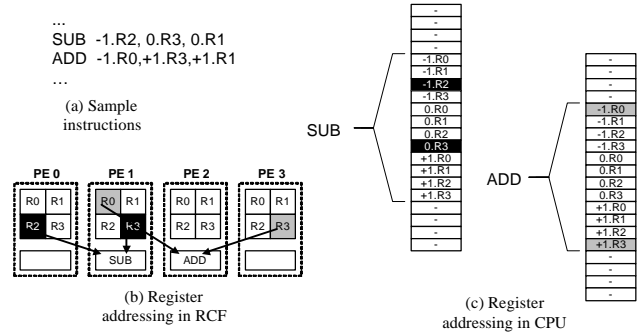 ...
SUB -1.R2, 0.R3, 0.R1
ADD -1.R0,+1.R3,+1.R1
...
(a) Sample
instructions
PE 0 PE 1 PE 2 PE 3
R0 R1 R0 R1 R0 R1 R0 R1
R2 R3 R2 R3 R2 R3 R2 R3
SUB ADD
(b) Register
addressing in RCF
SUB
-
-
-
-
-1.R0
-1.R1
-1.R2
-1.R3
0.R0
0.R1
0.R2
0.R3
+1.R0
+1.R1
+1.R2
+1.R3
-
-
-
-
ADD
-
-
-
-
-1.R0
-1.R1
-1.R2
-1.R3
0.R0
0.R1
0.R2
0.R3
+1.R0
+1.R1
+1.R2
+1.R3
-
-
-
-
(c) Register
addressing in CPU